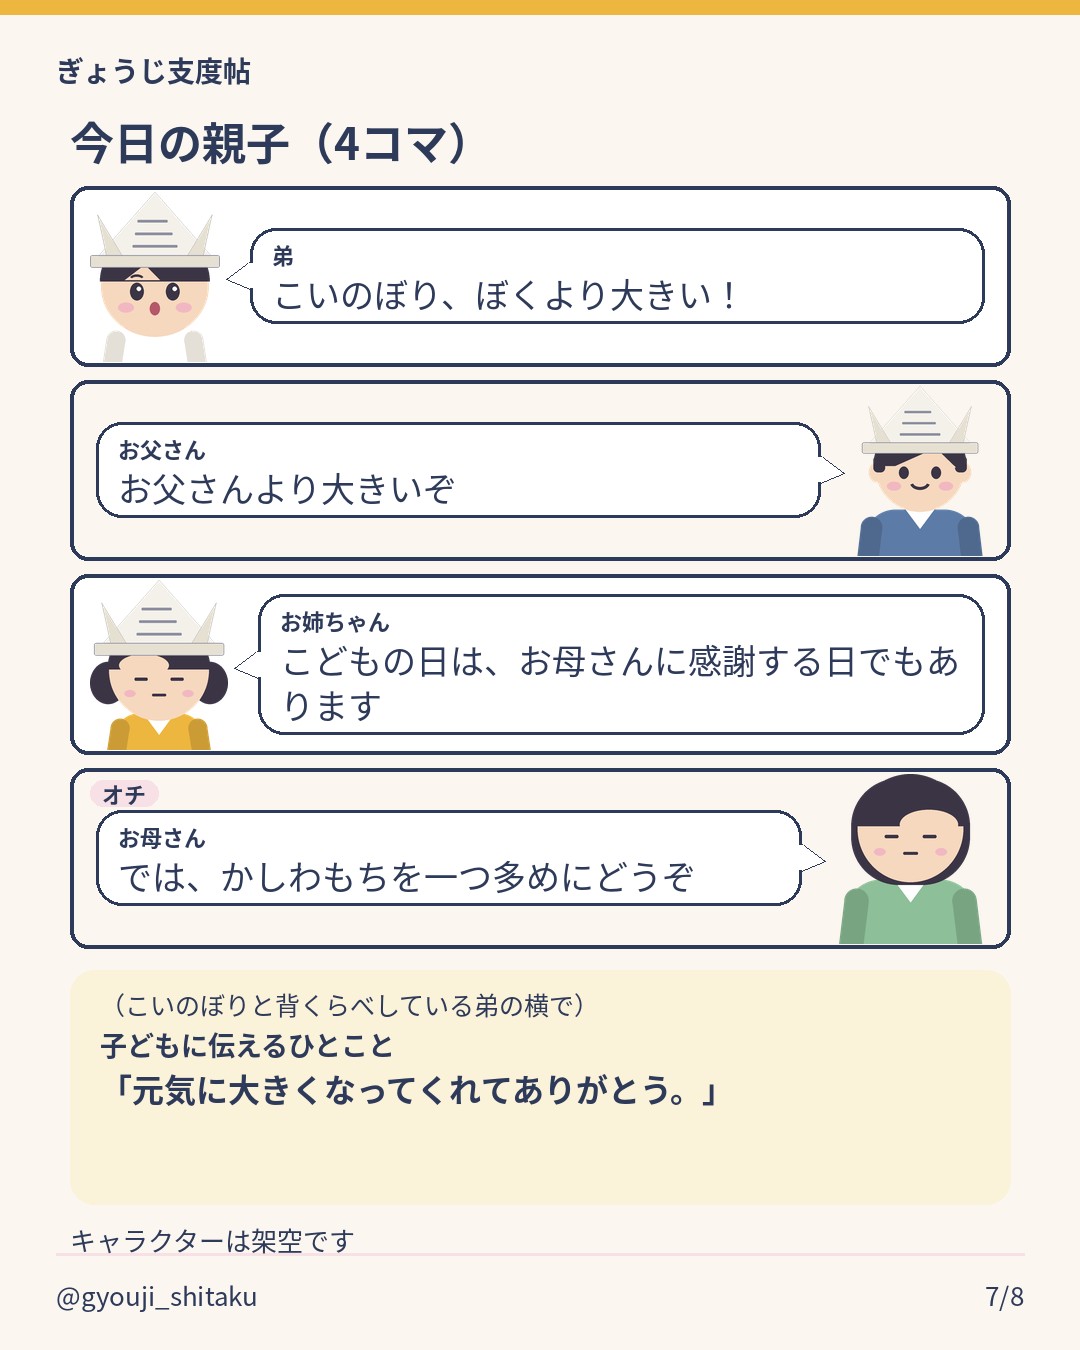 ぎょうじ支度帖
今日の親子（4コマ）
弟
こいのぼり、ぼくより大きい！
お父さん
お父さんより大きいぞ
お姉ちゃん
こどもの日は、お母さんに感謝する日でもあ
ります
オチ
お母さん
では、かしわもちを一つ多めにどうぞ
（こいのぼりと背くらべしている弟の横で）
子どもに伝えるひとこと
「元気に大きくなってくれてありがとう。」
キャラクターは架空です
@gyouji_shitaku
7/8